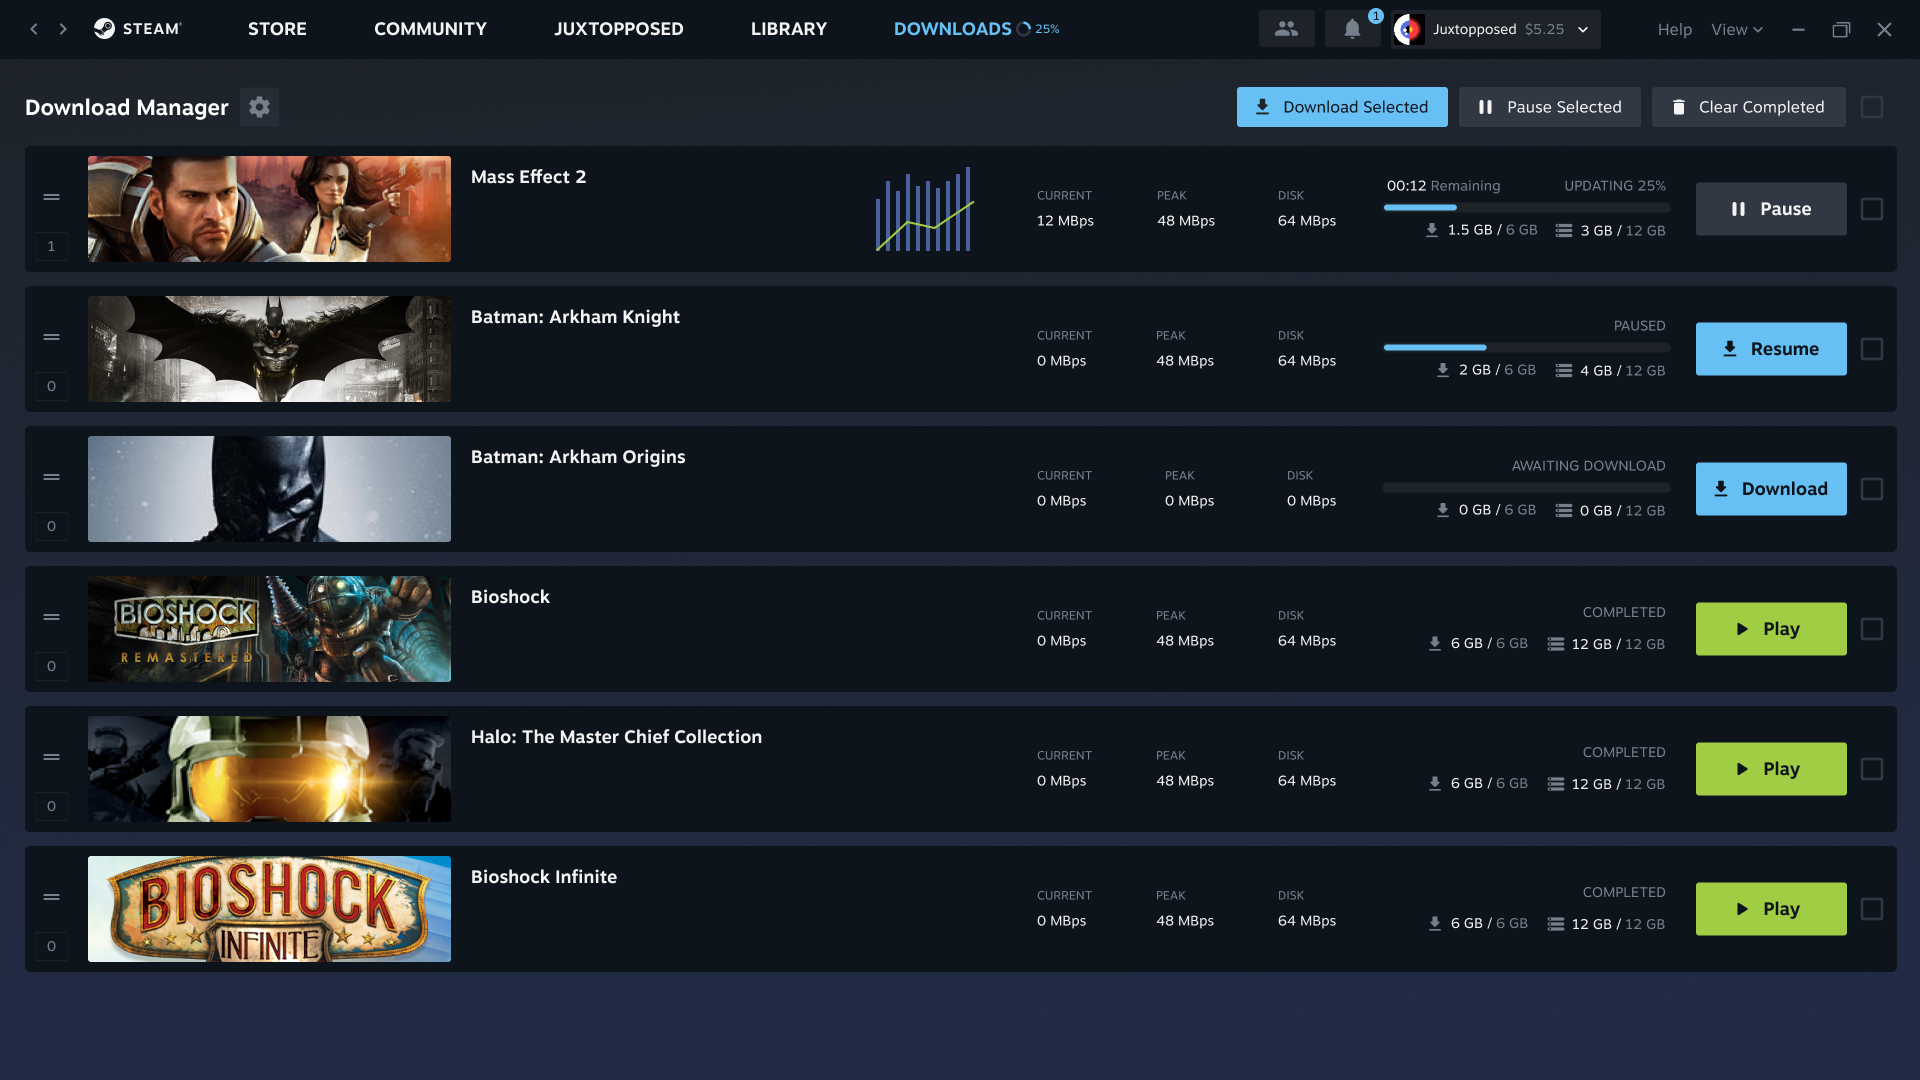 STEAM
STORE
COMMUNITY
JUXTOPPOSED
LIBRARY
DOWNLOADS 25%
1
Juxtopposed $5.25
Help
View
Download Manager
Download Selected
Pause Selected
Clear Completed
1
Mass Effect 2
CURRENT
12 MBps
PEAK
48 MBps
DISK
64 MBps
00:12 Remaining
UPDATING 25%
1.5 GB / 6 GB
3 GB / 12 GB
Pause
0
Batman: Arkham Knight
CURRENT
0 MBps
PEAK
48 MBps
DISK
64 MBps
PAUSED
2 GB / 6 GB
4 GB / 12 GB
Resume
0
Batman: Arkham Origins
CURRENT
0 MBps
PEAK
0 MBps
DISK
0 MBps
AWAITING DOWNLOAD
0 GB / 6 GB
0 GB / 12 GB
Download
0
BIOSHOCK
REMASTERED
Bioshock
CURRENT
0 MBps
PEAK
48 MBps
DISK
64 MBps
COMPLETED
6 GB / 6 GB
12 GB / 12 GB
Play
0
Halo: The Master Chief Collection
CURRENT
0 MBps
PEAK
48 MBps
DISK
64 MBps
COMPLETED
6 GB / 6 GB
12 GB / 12 GB
Play
0
BIOSHOCK
INFINITE
Bioshock Infinite
CURRENT
0 MBps
PEAK
48 MBps
DISK
64 MBps
COMPLETED
6 GB / 6 GB
12 GB / 12 GB
Play